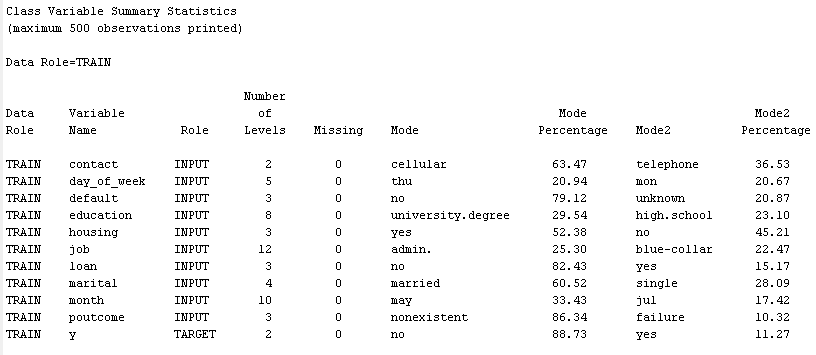 Class Variable Summary Statistics
(maximum 500 observations printed)
Data Role=TRAIN
Number
Data Variable of Mode Mode2
Role Name Role Levels Missing Mode Percentage Mode2 Percentage
TRAIN contact INPUT 2 0 cellular 63.47 telephone 36.53
TRAIN day_of_week INPUT 5 0 thu 20.94 mon 20.67
TRAIN default INPUT 3 0 no 79.12 unknown 20.87
TRAIN education INPUT 8 0 university.degree 29.54 high.school 23.10
TRAIN housing INPUT 3 0 yes 52.38 no 45.21
TRAIN job INPUT 12 0 admin. 25.30 blue-collar 22.47
TRAIN loan INPUT 3 0 no 82.43 yes 15.17
TRAIN marital INPUT 4 0 married 60.52 single 28.09
TRAIN month INPUT 10 0 may 33.43 jul 17.42
TRAIN poutcome INPUT 3 0 nonexistent 86.34 failure 10.32
TRAIN y TARGET 2 0 no 88.73 yes 11.27